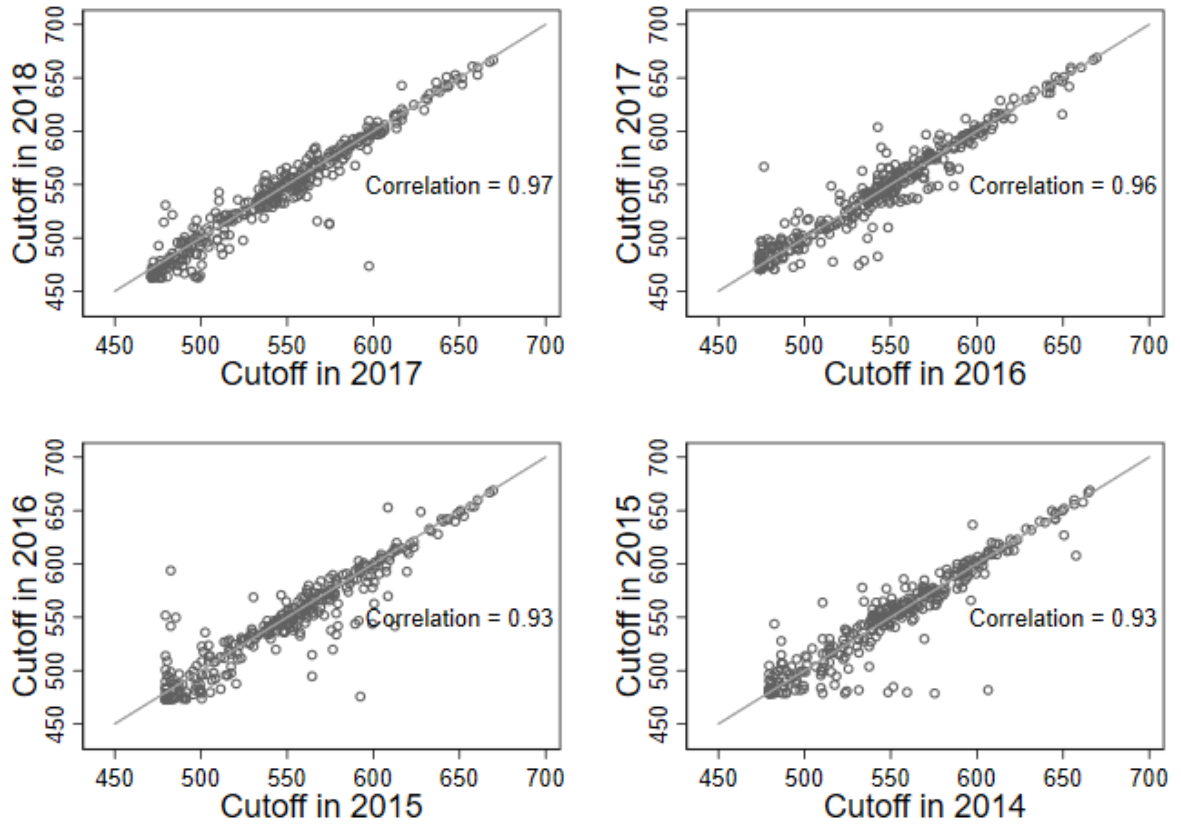 Cutoff in 2018
700
650
600
550
500
450
Correlation = 0.97
450 500 550 600 650 700
Cutoff in 2017
Cutoff in 2017
700
650
600
550
500
450
Correlation = 0.96
450 500 550 600 650 700
Cutoff in 2016
Cutoff in 2016
700
650
600
550
500
450
Correlation = 0.93
450 500 550 600 650 700
Cutoff in 2015
Cutoff in 2015
700
650
600
550
500
450
Correlation = 0.93
450 500 550 600 650 700
Cutoff in 2014